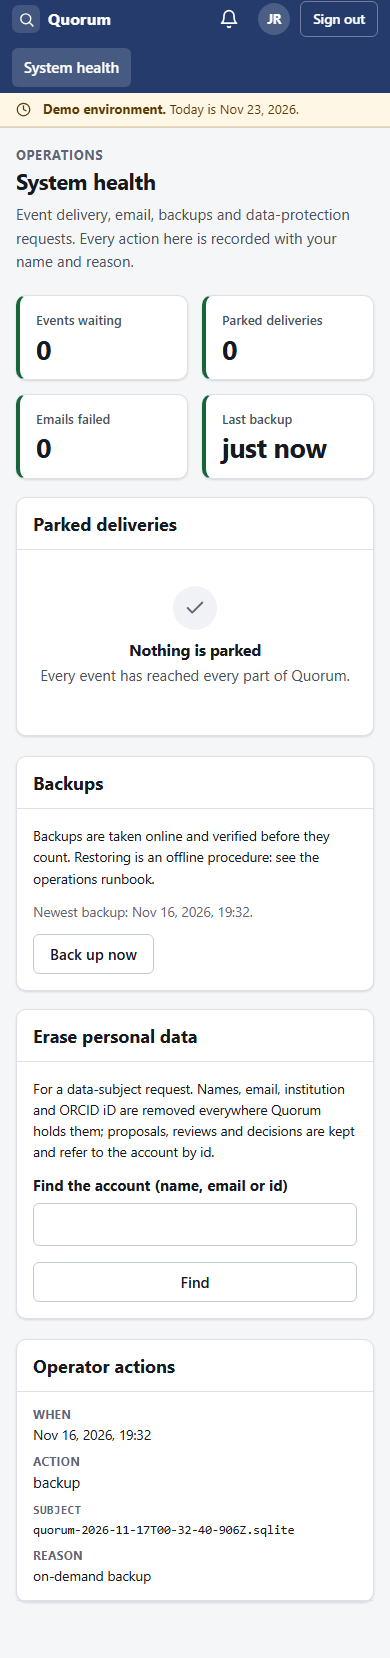 Quorum
JR
Sign out
System health
Demo environment. Today is Nov 23, 2026.
OPERATIONS
System health
Event delivery, email, backups and data-protection
requests. Every action here is recorded with your
name and reason.
Events waiting
0
Parked deliveries
0
Emails failed
0
Last backup
just now
Parked deliveries
Nothing is parked
Every event has reached every part of Quorum.
Backups
Backups are taken online and verified before they
count. Restoring is an offline procedure: see the
operations runbook.
Newest backup: Nov 16, 2026, 19:32.
Back up now
Erase personal data
For a data-subject request. Names, email, institution
and ORCID iD are removed everywhere Quorum
holds them; proposals, reviews and decisions are kept
and refer to the account by id.
Find the account (name, email or id)
Find
Operator actions
WHEN
Nov 16, 2026, 19:32
ACTION
backup
SUBJECT
quorum-2026-11-17T00-32-40-906Z.sqlite
REASON
on-demand backup